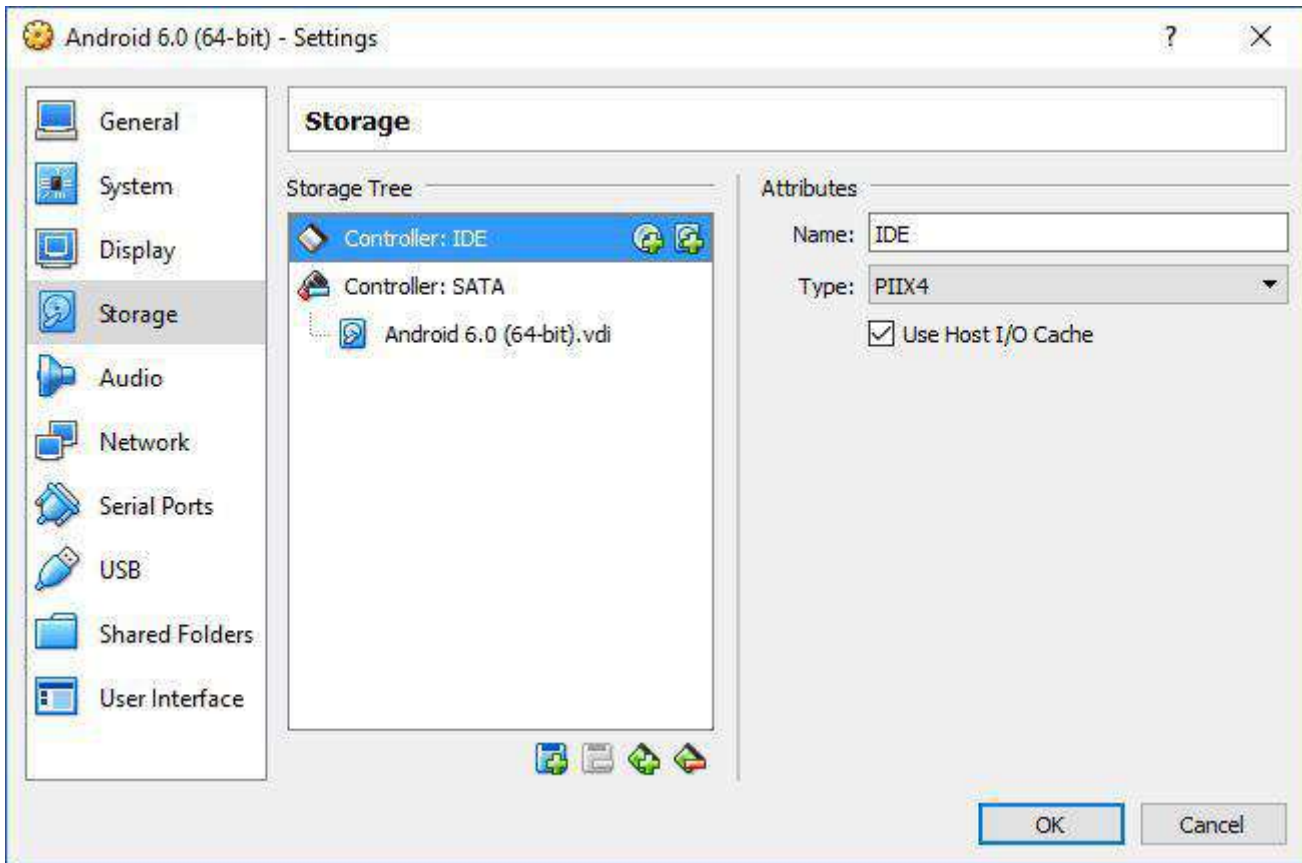 Android 6.0 (64-bit) - Settings
?
General
System
Display
Storage
Audio
Network
Serial Ports
USB
Shared Folders
User Interface
Storage
Storage Tree
Controller: IDE
Controller: SATA
Android 6.0 (64-bit).vdi
Attributes
Name: IDE
Type: PIIX4
Use Host I/O Cache
OK Cancel